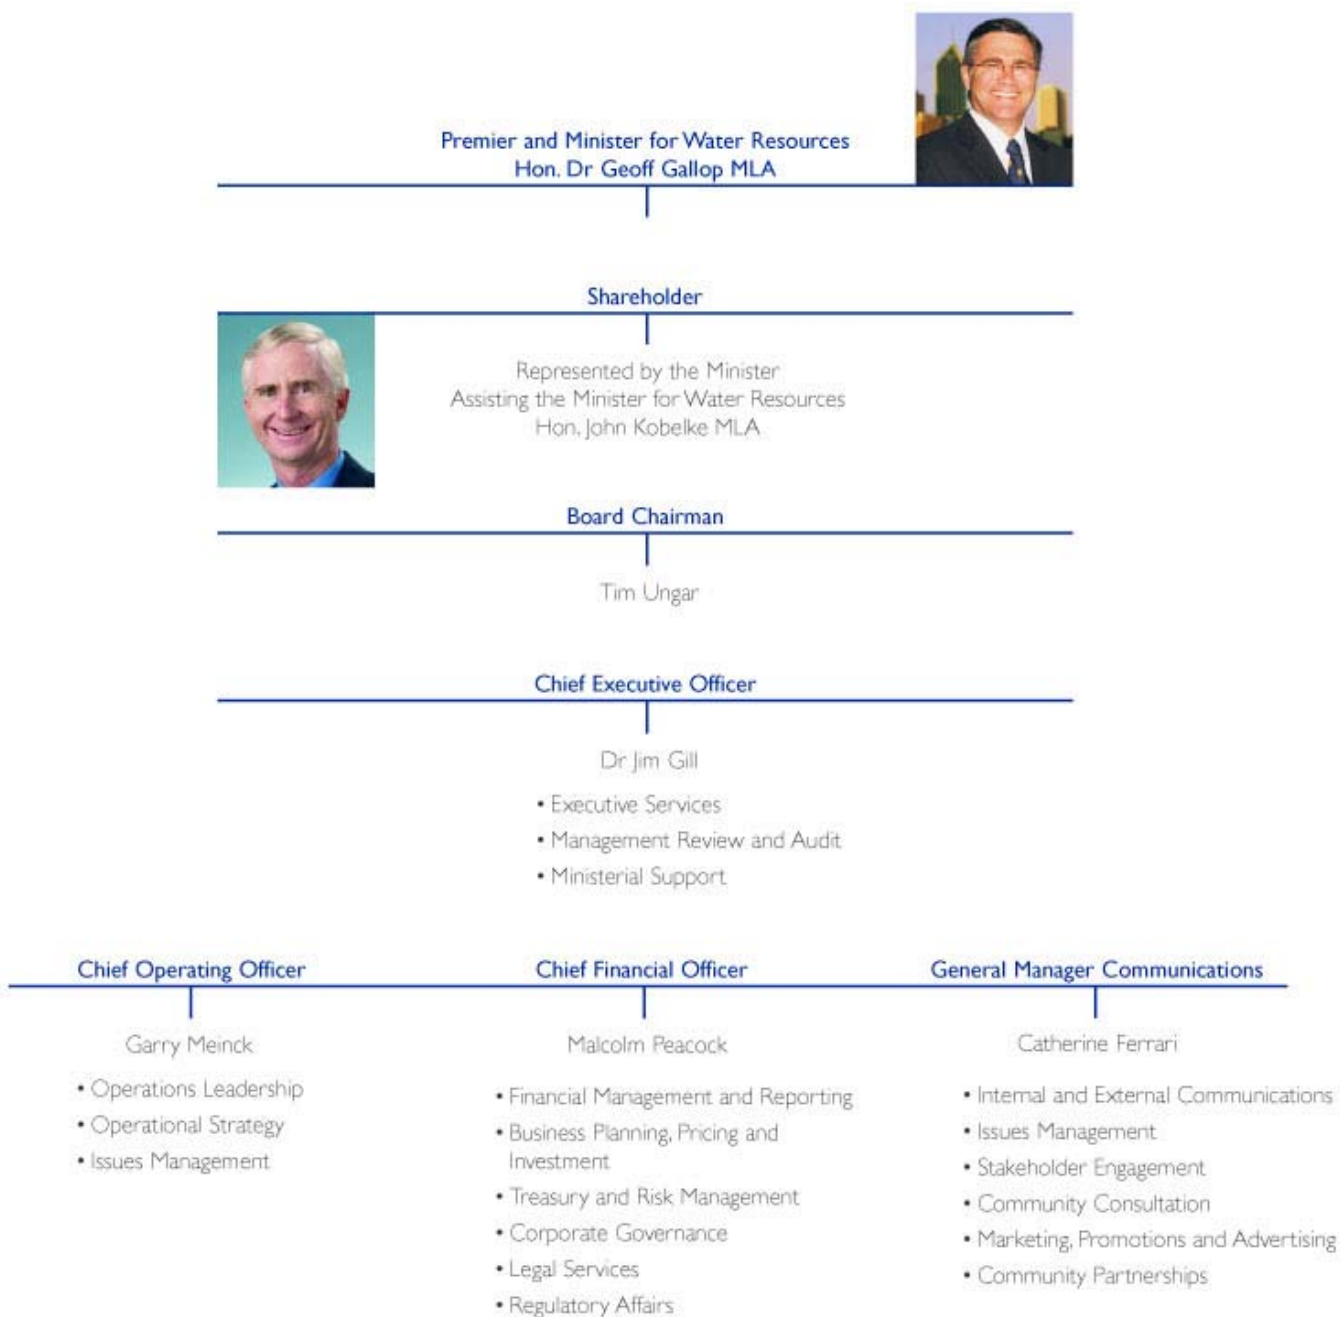 Premier and Minister for Water Resources
Hon. Dr Geoff Gallop MLA
Shareholder
Represented by the Minister
Assisting the Minister for Water Resources
Hon. John Kobelke MLA
Board Chairman
Tim Ungar
Chief Executive Officer
Dr Jim Gill
• Executive Services
• Management Review and Audit
• Ministerial Support
Chief Operating Officer
Garry Meinck
• Operations Leadership
• Operational Strategy
• Issues Management
Chief Financial Officer
Malcolm Peacock
• Financial Management and Reporting
• Business Planning, Pricing and
Investment
• Treasury and Risk Management
• Corporate Governance
• Legal Services
• Regulatory Affairs
General Manager Communications
Catherine Ferrari
• Internal and External Communications
• Issues Management
• Stakeholder Engagement
• Community Consultation
• Marketing, Promotions and Advertising
• Community Partnerships